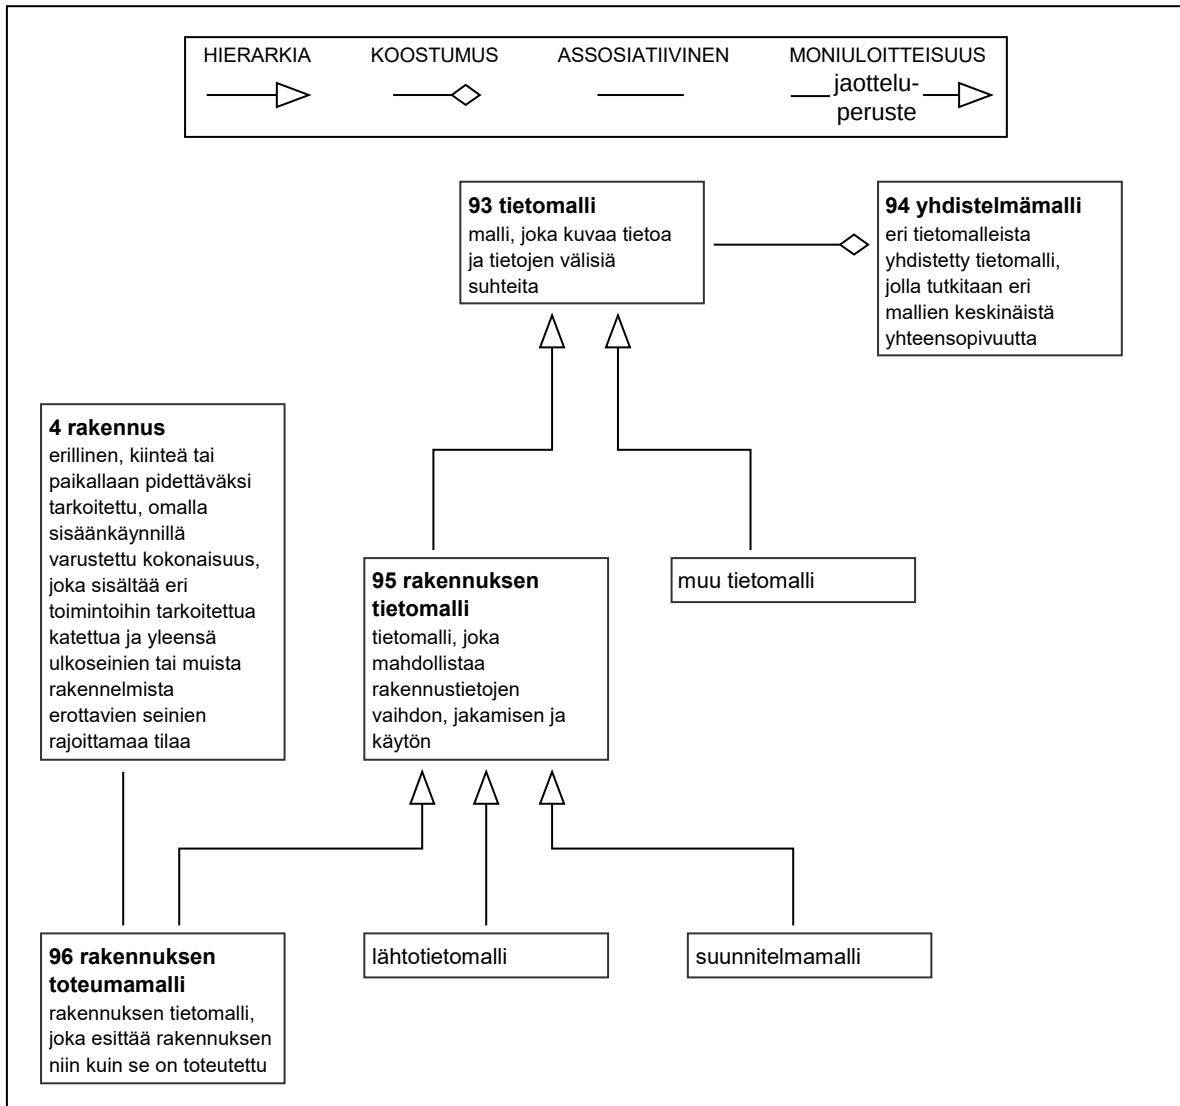 HIERARKIA
KOOSTUMUS
ASSOSIATIIVINEN
MONIULOITTEISUUS
jaottelu-
peruste
93 tietomalli
malli, joka kuvaa tietoa
ja tietojen välisiä
suhteita
94 yhdistelmämalli
eri tietomalleista
yhdistetty tietomalli,
jolla tutkitaan eri
mallien keskinäistä
yhteensopivuutta
4 rakennus
erillinen, kiinteä tai
paikallaan pidettäväksi
tarkoitettu, omalla
sisäänkäynnillä
varustettu kokonaisuus,
joka sisältää eri
toimintoihin tarkoitettua
katettua ja yleensä
ulkoseinien tai muista
rakennelmista
erottavien seinien
rajoittamaa tilaa
95 rakennuksen
tietomalli
tietomalli, joka
mahdollistaa
rakennustietojen
vaihdon, jakamisen ja
käytön
muu tietomalli
96 rakennuksen
toteumamalli
rakennuksen tietomalli,
joka esittää rakennuksen
niin kuin se on toteutettu
lähtotietomalli
suunnitelmamalli